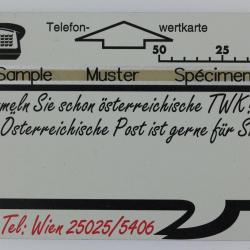 Telefon- wertkarte
50 25
Sample Muster Spécimen
meln Sie schon österreichische TWK
Österreichische Post ist gerne für S
Tel: Wien 25025/5406